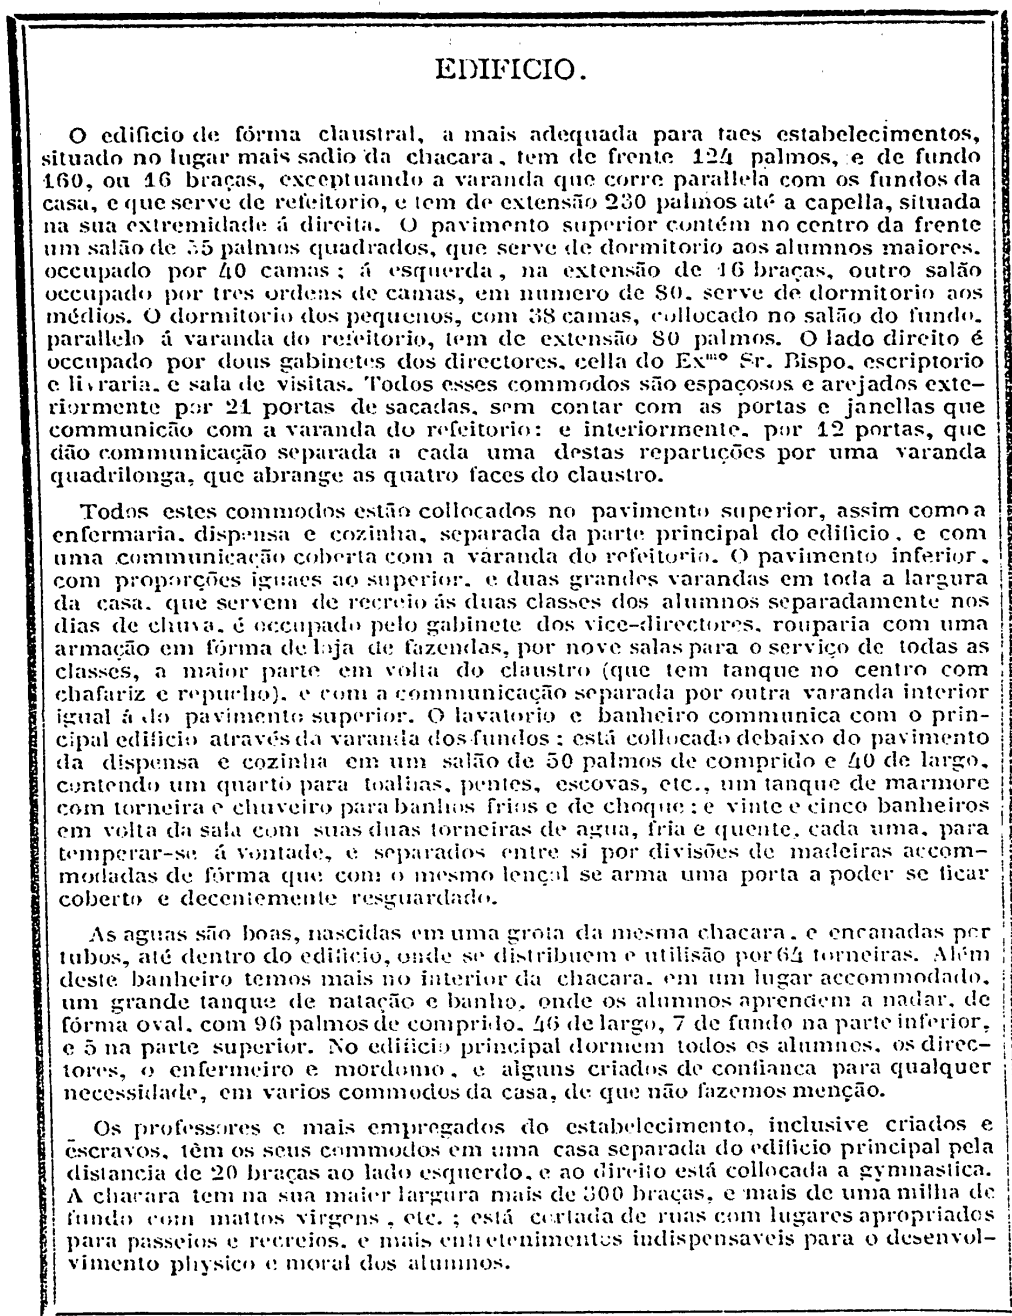 EDIFICIO.
O edificio de fórma claustral, a mais adequada para taes estabelecimentos,
situado no lugar mais sadio da chacara, tem de frente 124 palmos, e de fundo
160, ou 16 braças, exceptuando a varanda que corre parallela com os fundos da
casa, e que serve de refeitorio, e tem de extensão 230 palmos até a capella, situada
na sua extremidade á direita. O pavimento superior contém no centro da frente
um salão de 55 palmos quadrados, que serve de dormitorio aos alumnos maiores.
occupado por 40 camas; á esquerda, na extensão de 16 braças, outro salão
occupado por tres ordens de camas, em numero de 80, serve de dormitorio aos
médios. O dormitorio dos pequenos, com 38 camas, collocado no salão do fundo,
parallelo á varanda do refeitorio, tem de extensão 80 palmos. O lado direito é
occupado por dous gabinetes dos directores, cella do Exmo Sr. Bispo, escriptorio
e livraria, e sala de visitas. Todos esses commodos são espaçosos e arejados exte-
riormente por 21 portas de sacadas, sem contar com as portas e janellas que
communicão com a varanda do refeitorio: e interiormente, por 12 portas, que
dão communicação separada a cada uma destas repartições por uma varanda
quadrilonga, que abrange as quatro faces do claustro.
Todos estes commodos estão collocados no pavimento superior, assim como a
enfermaria, dispensa e cozinha, separada da parte principal do edificio, e com
uma communicação coberta com a varanda do refeitorio. O pavimento inferior,
com proporções iguaes ao superior, e duas grandes varandas em toda a largura
da casa, que servem de recreio ás duas classes dos alumnos separadamente nos
dias de chuva, é occupado pelo gabinete dos vice-directores, rouparia com uma
armação em fórma de loja de fazendas, por nove salas para o serviço de todas as
classes, a maior parte em volta do claustro (que tem tanque no centro com
chafariz e repucho), e com a communicação separada por outra varanda interior
igual á do pavimento superior. O lavatorio e banheiro communica com o prin-
cipal edificio através da varanda dos fundos; está collocado debaixo do pavimento
da dispensa e cozinha em um salão de 50 palmos de comprido e 40 de largo,
contendo um quarto para toalhas, pentes, escovas, etc., um tanque de marmore
com torneira e chuveiro para banhos frios e de choque; e vinte e cinco banheiros
em volta da sala com suas duas torneiras de agua, fria e quente, cada uma, para
temperar-se á vontade, e separados entre si por divisões de madeiras accom-
modadas de fórma que com o mesmo lençol se arma uma porta a poder se ficar
coberto e decentemente resguardado.
As aguas são boas, nascidas em uma grota da mesma chacara, e encanadas por
tubos, até dentro do edificio, onde se distribuem e utilisão por 64 torneiras. Além
deste banheiro temos mais no interior da chacara, em um lugar accommodado,
um grande tanque de natação e banho, onde os alumnos aprendem a nadar, de
fórma oval, com 96 palmos de comprido, 46 de largo, 7 de fundo na parte inferior,
e 5 na parte superior. No edificio principal dormem todos os alumnos, os direc-
tores, o enfermeiro e mordomo, e alguns criados de confiança para qualquer
necessidade, em varios commodos da casa, de que não fazemos menção.
Os professores e mais empregados do estabelecimento, inclusive criados e
escravos, têm os seus commodos em uma casa separada do edificio principal pela
distancia de 20 braças ao lado esquerdo, e ao direito está collocada a gymnastica.
A chacara tem na sua maior largura mais de 300 braças, e mais de uma milha de
fundo com mattos virgens, etc.; está cortada de ruas com lugares apropriados
para passeios e recreios, e mais entretenimentos indispensaveis para o desenvol-
vimento physico e moral dos alumnos.